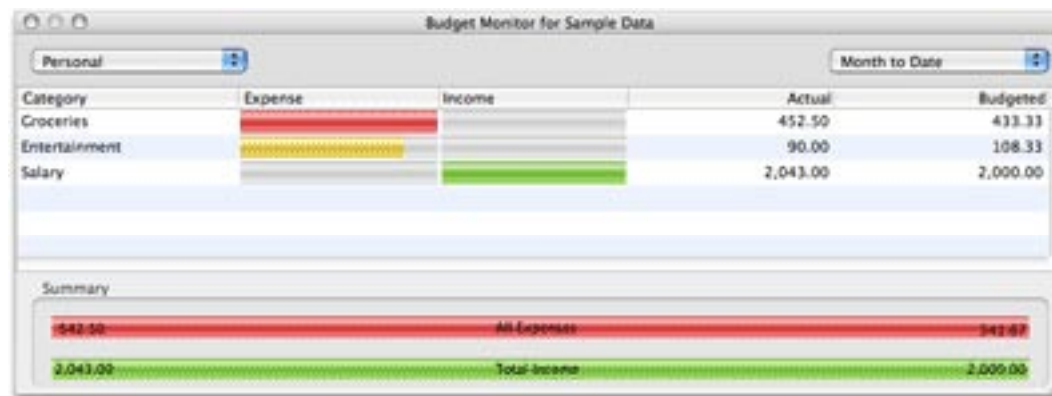 Budget Monitor for Sample Data
Personal Month to Date
Category Expense Income Actual Budgeted
Groceries 452.50 433.33
Entertainment 90.00 108.33
Salary 2,043.00 2,000.00
Summary
542.50 All Expenses 541.67
2,043.00 Total Income 2,000.00